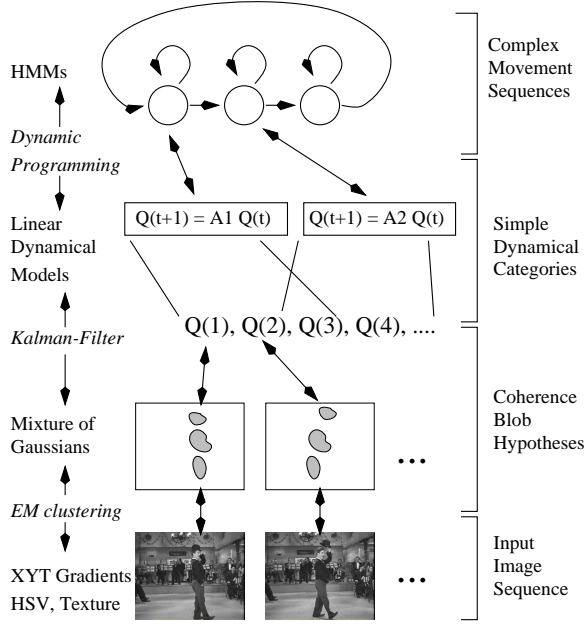 HMMs
Complex
Movement
Sequences
Dynamic
Programming
Linear
Dynamical
Models
Q(t+1) = A1 Q(t)
Q(t+1) = A2 Q(t)
Simple
Dynamical
Categories
Kalman-Filter
Q(1), Q(2), Q(3), Q(4), ....
Mixture of
Gaussians
...
Coherence
Blob
Hypotheses
EM clustering
XYT Gradients
HSV, Texture
...
Input
Image
Sequence